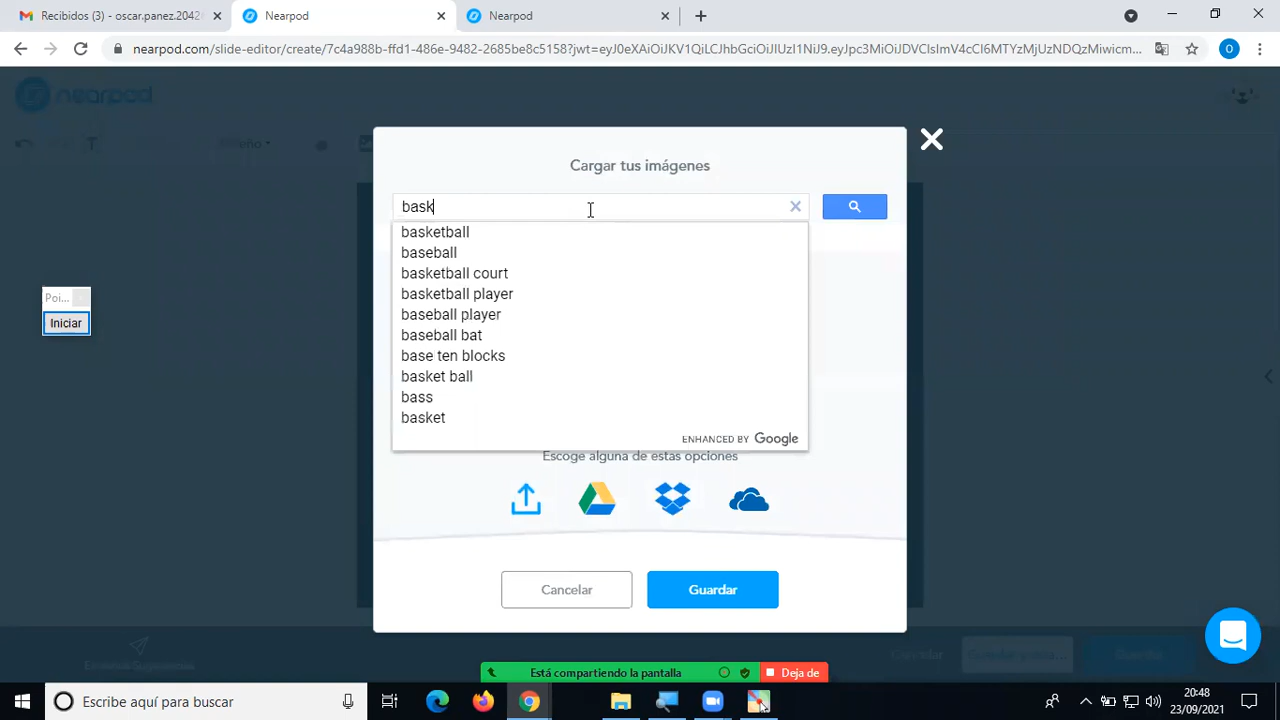 Recibidos (3) - oscar.panez.2042
Nearpod
Nearpod
nearpod.com/slide-editor/create/7c4a988b-ffd1-486e-9482-2685be8c5158?jwt=eyJ0eXAiOiJKV1QiLCJhbGciOiJIUzI1NiJ9.eyJpc3MiOiJDVCIsImV4cCI6MTYzMjUzNDQzMiwicm...
O
nearpod
Cargar tus imágenes
bask
basketball
baseball
basketball court
basketball player
baseball player
baseball bat
base ten blocks
basket ball
bass
basket
ENHANCED BY Google
Poi...
Iniciar
Escoge alguna de estas opciones
Cancelar
Guardar
Está compartiendo la pantalla
Deja de
Escribe aquí para buscar
20:48
23/09/2021